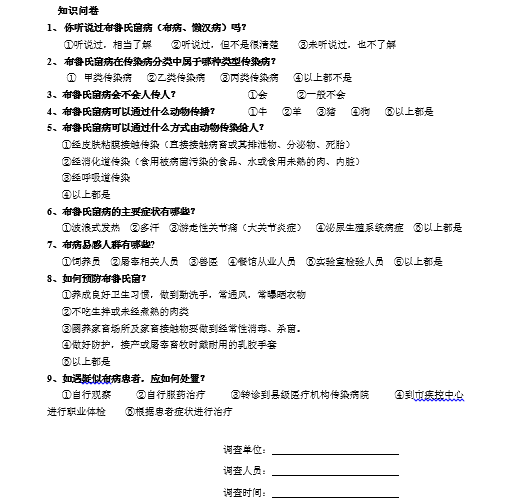 知识问卷
1、 你听说过布鲁氏菌病（布病、懒汉病）吗？
①听说过，相当了解 ②听说过，但不是很清楚 ③未听说过，也不了解
2、 布鲁氏菌病在传染病分类中属于哪种类型传染病？
① 甲类传染病 ②乙类传染病 ③丙类传染病 ④以上都不是
3、布鲁氏菌病会不会人传人？ ①会 ②一般不会
4、布鲁氏菌病可以通过什么动物传播？ ①牛 ②羊 ③猪 ④狗 ⑤以上都是
5、布鲁氏菌病可以通过什么方式由动物传染给人？
①经皮肤粘膜接触传染（直接接触病畜或其排泄物、分泌物、死胎）
②经消化道传染（食用被病菌污染的食品、水或食用未熟的肉、内脏）
③经呼吸道传染
④以上都是
6、布鲁氏菌病的主要症状有哪些？
①波浪式发热 ②多汗 ③游走性关节痛（大关节炎症） ④泌尿生殖系统病症 ⑤以上都是
7、布病易感人群有哪些?
①饲养员 ②屠宰相关人员 ③兽医 ④餐馆从业人员 ⑤实验室检验人员 ⑥以上都是
8、如何预防布鲁氏菌？
①养成良好卫生习惯，做到勤洗手，常通风，常曝晒衣物
②不吃生拌或未经煮熟的肉类
③圈养家畜场所及家畜接触物要做到经常性消毒、杀菌。
④做好防护，接产或屠宰畜牧时戴耐用的乳胶手套
⑤以上都是
9、如遇疑似布病患者，应如何处置？
①自行观察 ②自行服药治疗 ③转诊到县级医疗机构传染病院 ④到市疾控中心
进行职业体检 ⑤根据患者症状进行治疗
调查单位：
调查人员：
调查时间：